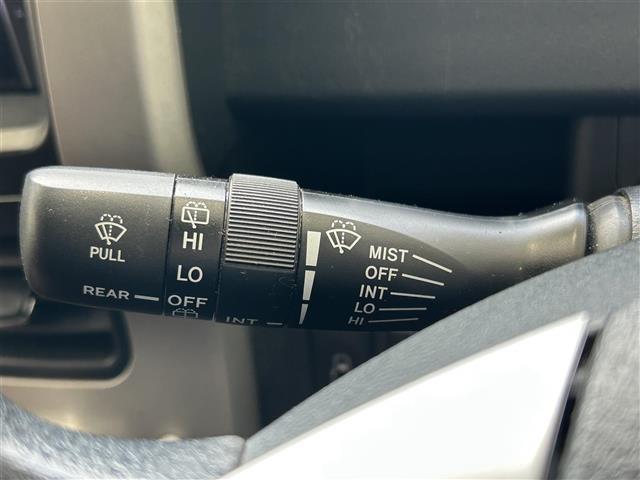 PULL
REAR
HI
LO
OFF
INT
MIST
OFF
INT
LO
HI